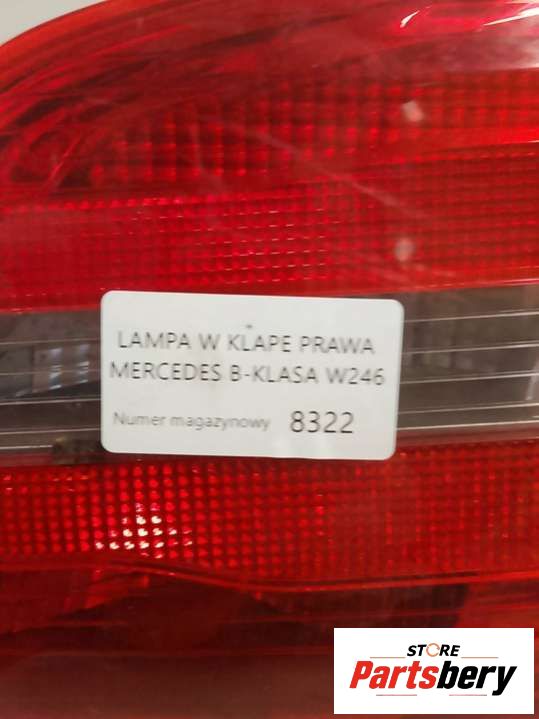 LAMPA W KLAPE PRAWA
MERCEDES B-KLASA W246
Numer magazynowy 8322
STORE
Partsbery